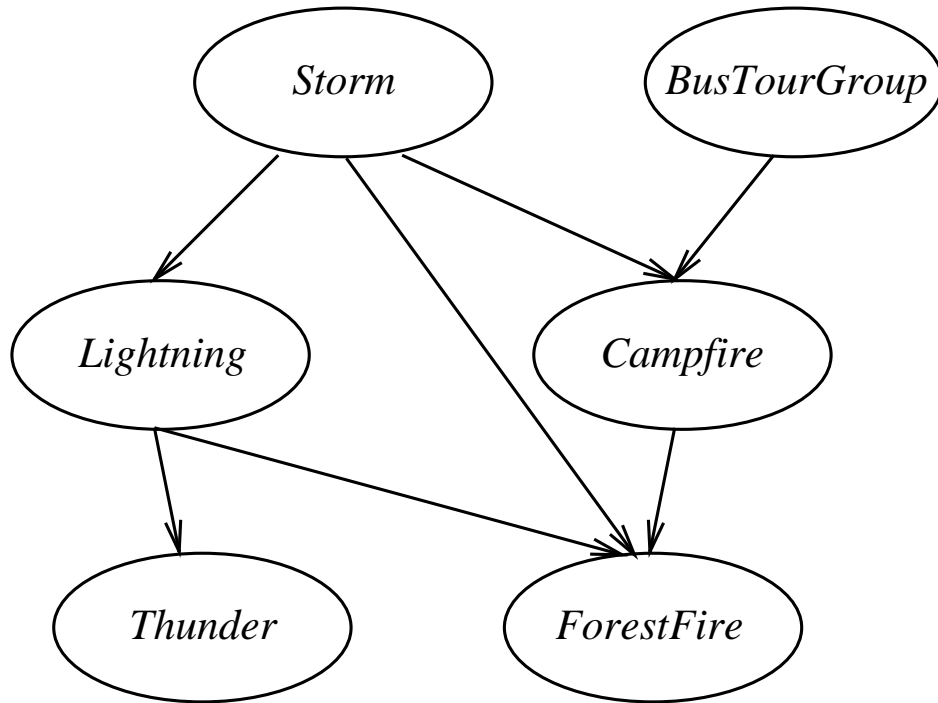 Storm
BusTourGroup
Lightning
Campfire
Thunder
ForestFire